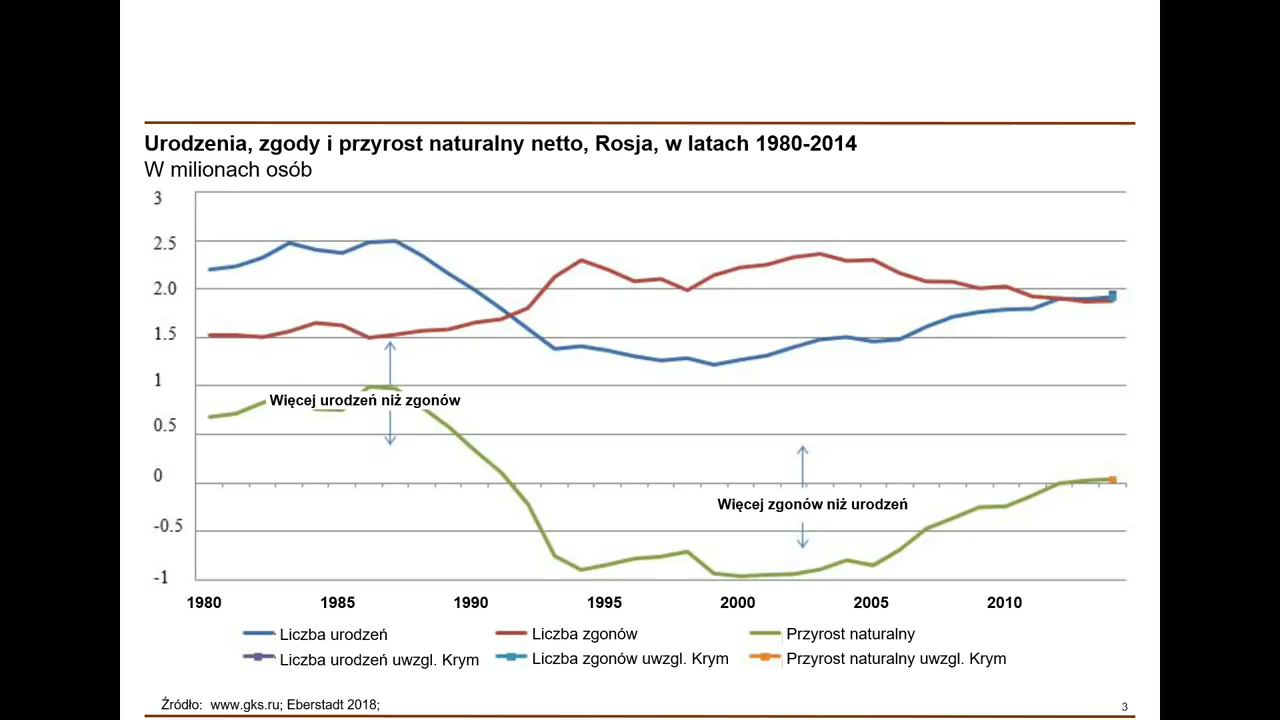 Urodzenia, zgody i przyrost naturalny netto, Rosja, w latach 1980-2014
W milionach osób
3
2.5
2.0
1.5
1
0.5
0
-0.5
-1
Więcej urodzeń niż zgonów
Więcej zgonów niż urodzeń
1980 1985 1990 1995 2000 2005 2010
Liczba urodzeń Liczba zgonów Przyrost naturalny
Liczba urodzeń uwzgl. Krym Liczba zgonów uwzgl. Krym Przyrost naturalny uwzgl. Krym
Źródło: www.gks.ru; Eberstadt 2018;
3